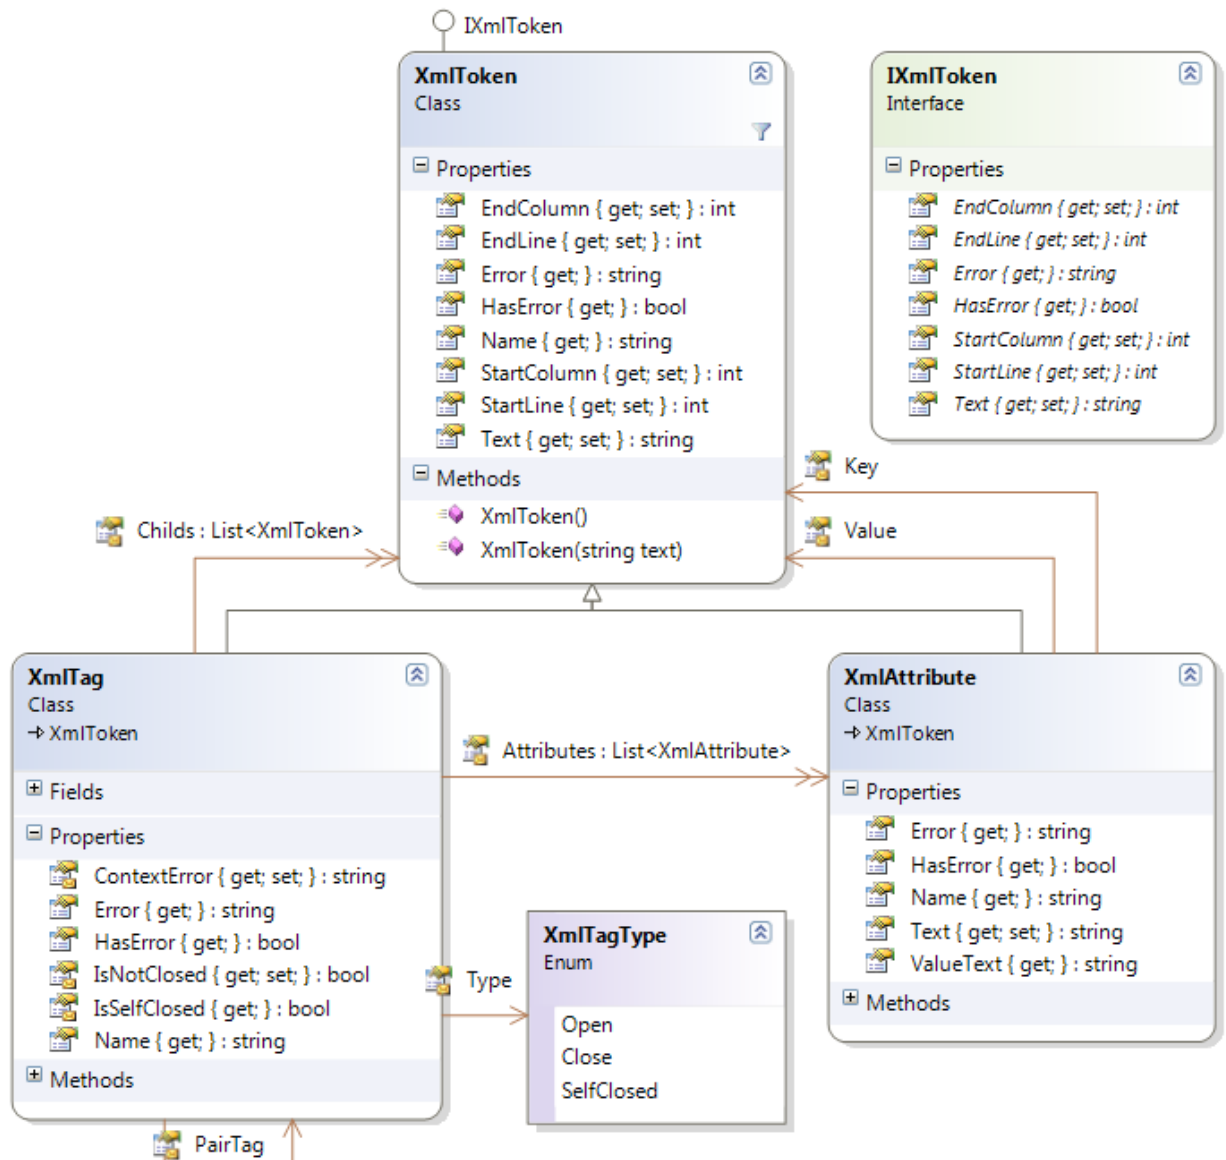 IXmlToken
XmlToken
Class
Properties
EndColumn { get; set; } : int
EndLine { get; set; } : int
Error { get; } : string
HasError { get; } : bool
Name { get; } : string
StartColumn { get; set; } : int
StartLine { get; set; } : int
Text { get; set; } : string
Methods
XmlToken()
XmlToken(string text)
IXmlToken
Interface
Properties
EndColumn { get; set; } : int
EndLine { get; set; } : int
Error { get; } : string
HasError { get; } : bool
StartColumn { get; set; } : int
StartLine { get; set; } : int
Text { get; set; } : string
Key
Value
Childs : List<XmlToken>
XmlTag
Class
XmlToken
Fields
Properties
ContextError { get; set; } : string
Error { get; } : string
HasError { get; } : bool
IsNotClosed { get; set; } : bool
IsSelfClosed { get; } : bool
Name { get; } : string
Methods
PairTag
Attributes : List<XmlAttribute>
Type
XmlTagType
Enum
Open
Close
SelfClosed
XmlAttribute
Class
XmlToken
Properties
Error { get; } : string
HasError { get; } : bool
Name { get; } : string
Text { get; set; } : string
ValueText { get; } : string
Methods